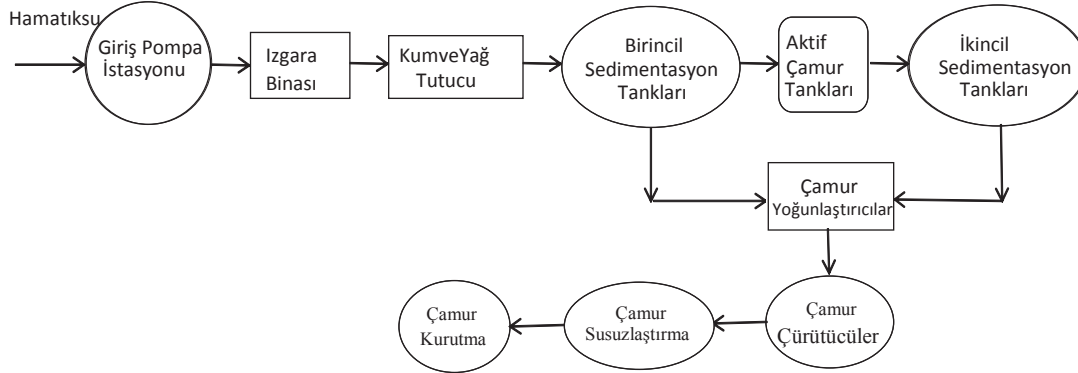 Hamatıksu
Giriş Pompa
İstasyonu
Izgara
Binası
KumveYağ
Tutucu
Birincil
Sedimentasyon
Tankları
Aktif
Çamur
Tankları
İkincil
Sedimentasyon
Tankları
Çamur
Yoğunlaştırıcılar
Çamur
Çürütücüler
Çamur
Susuzlaştırma
Çamur
Kurutma